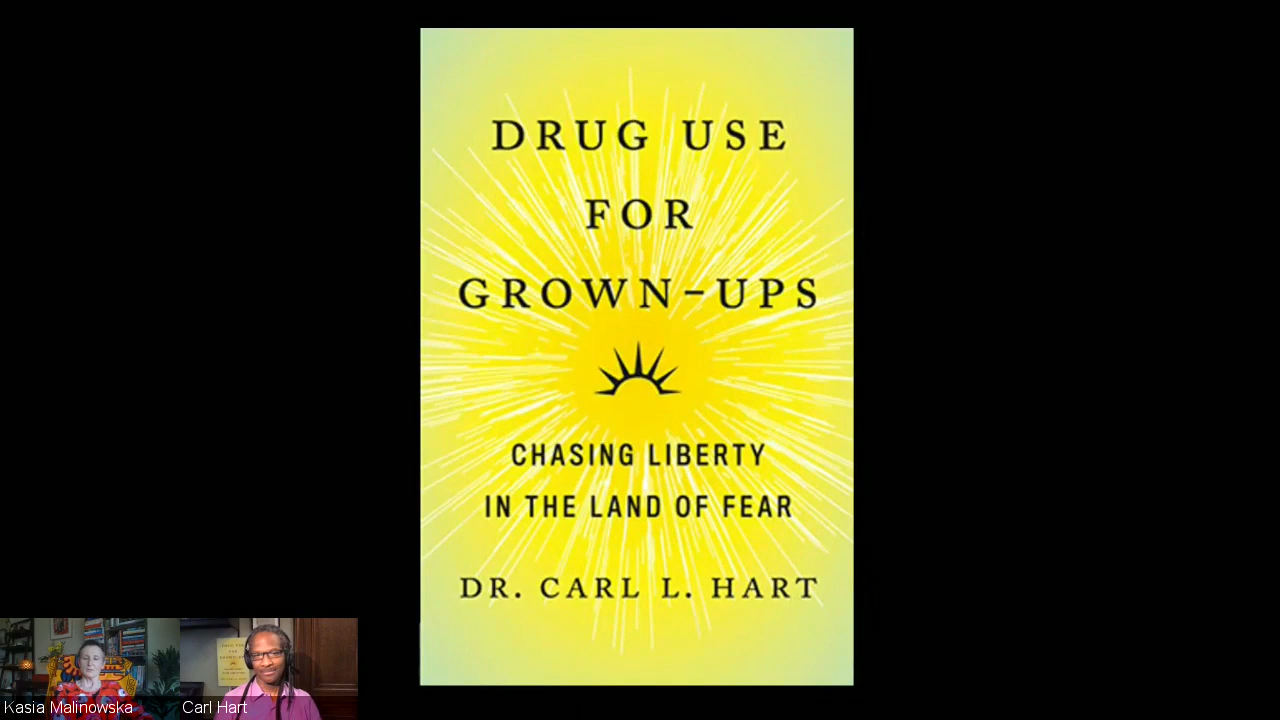 DRUG USE
FOR
GROWN-UPS
CHASING LIBERTY
IN THE LAND OF FEAR
DR. CARL L. HART
Kasia Malinowska
Carl Hart